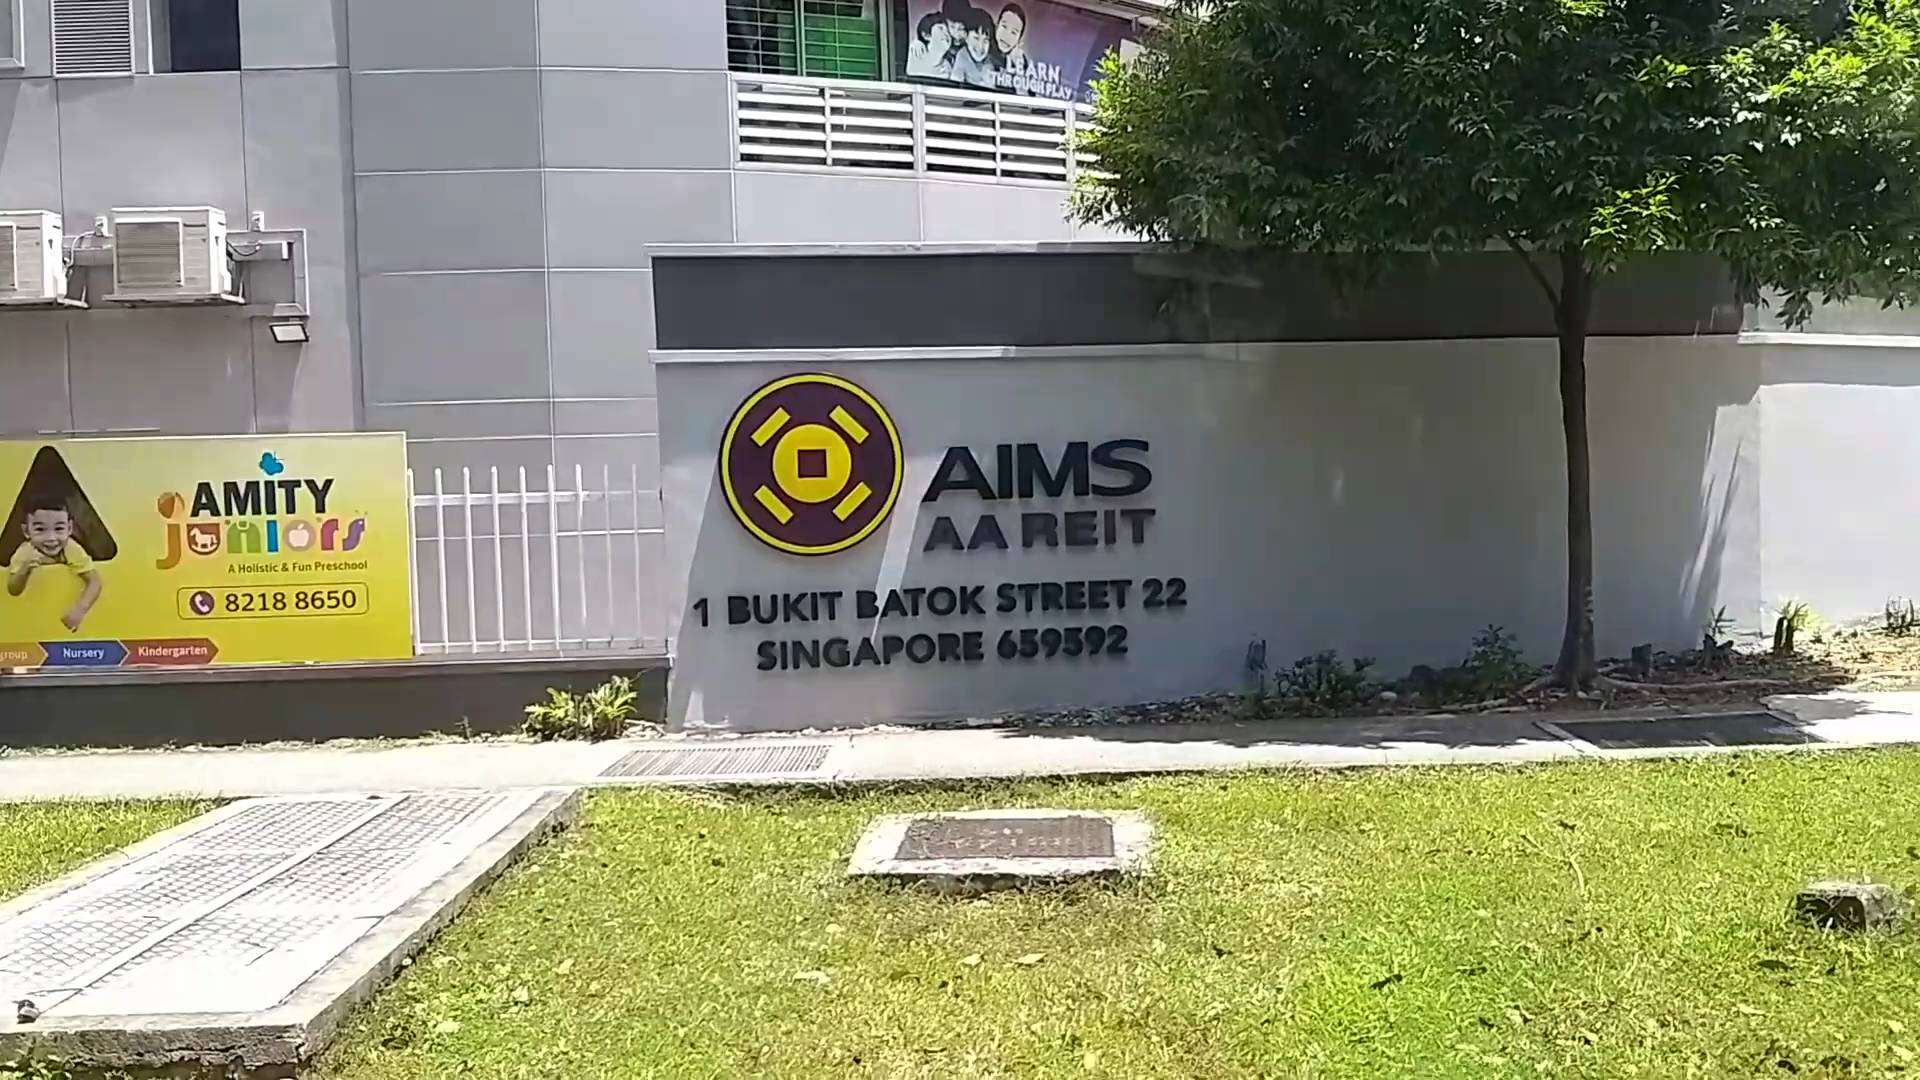 LEARN
THROUGH PLAY
AMITY
juniors
A Holistic & Fun Preschool
8218 8650
group
Nursery
Kindergarten
AIMS
AA REIT
1 BUKIT BATOK STREET 22
SINGAPORE 659592